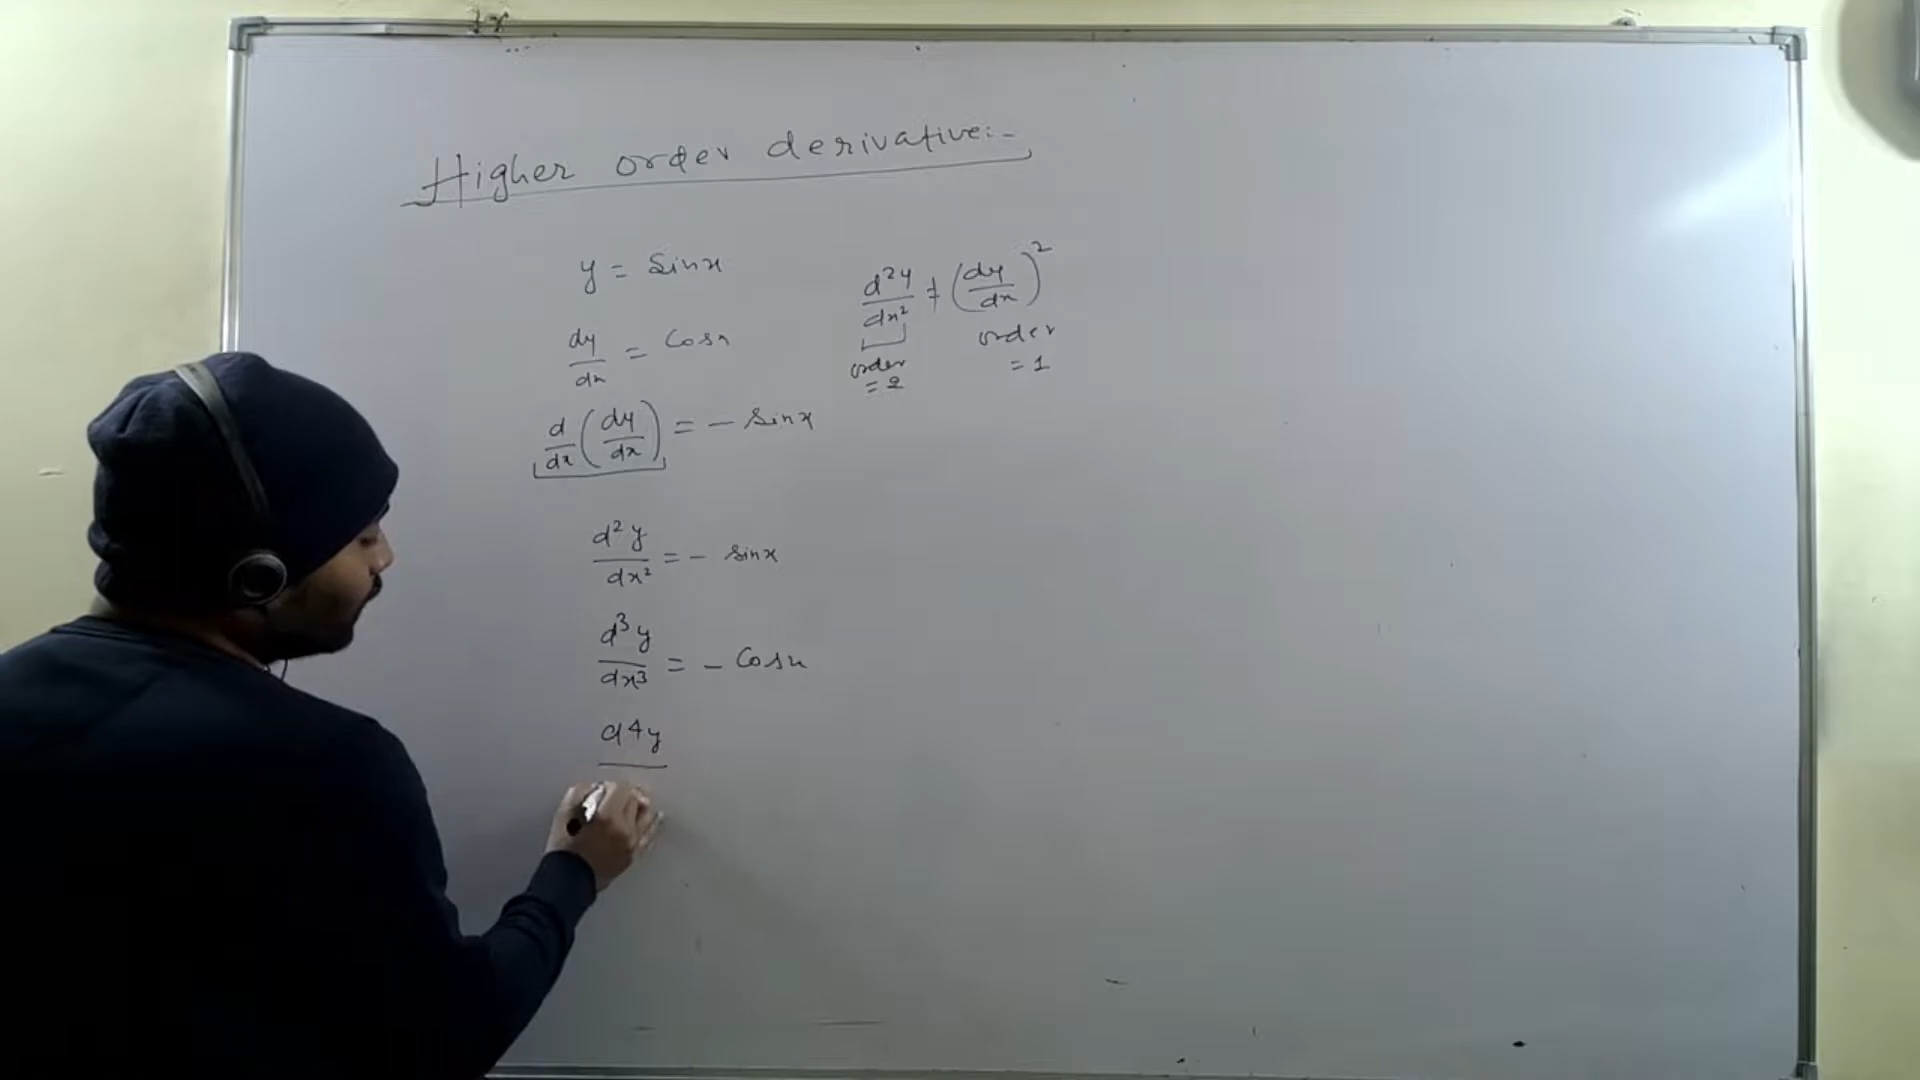 Higher order derivative:-
y = Sinx
dy/dx = Cosx
d/dx (dy/dx) = - Sinx
d²y/dx² = - Sinx
d³y/dx³ = - Cosx
d⁴y
d²y/dx² ≠ (dy/dx)²
order = 2
order = 1